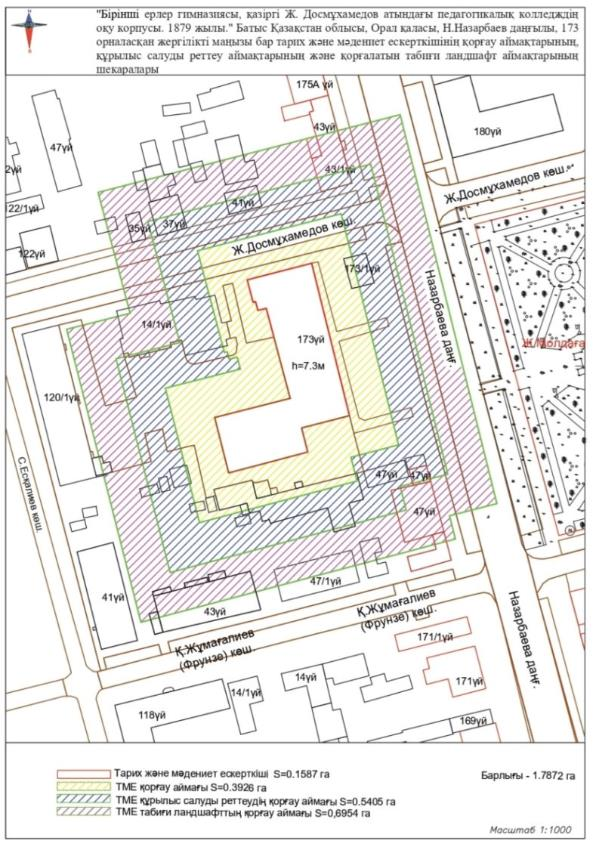 "Бірінші ерлер гимназиясы, қазіргі Ж. Досмұхамедов атындағы педагогикалық колледждің
оқу корпусы. 1879 жылы." Батыс Қазақстан облысы, Орал қаласы, Н.Назарбаев даңғылы, 173
орналасқан жергілікті маңызы бар тарих және мәдениет ескерткішінің қорғау аймақтарының,
құрылыс салуды реттеу аймақтарының және қорғалатын табиғи ландшафт аймақтарының
шекаралары
175А үй
43үй
180үй
47үй
2үй
43/1үй
Ж.Досмұхамедов көш.
22/1үй
41үй
35үй
37үй
122үй
Ж.Досмұхамедов көш.
173/1үй
Назарбаева даңғ.
14/1үй
173үй
h=7.3м
120/1үй
С.Есқалиев көш.
47үй
47үй
47үй
41үй
43үй
47/1үй
Қ.Жұмағалиев
(Фрунзе) көш.
Қ.Жұмағалиев
(Фрунзе) көш.
Назарбаева даңғ.
171/1үй
14үй
14/1үй
171үй
118үй
169үй
Тарих және мәдениет ескерткіші S=0.1587 га
ТМЕ қорғау аймағы S=0.3926 га
ТМЕ құрылыс салуды реттеудің қорғау аймағы S=0.5405 га
ТМЕ табиғи ландшафттың қорғау аймағы S=0,6954 га
Барлығы - 1.7872 га
Масштаб 1:1000